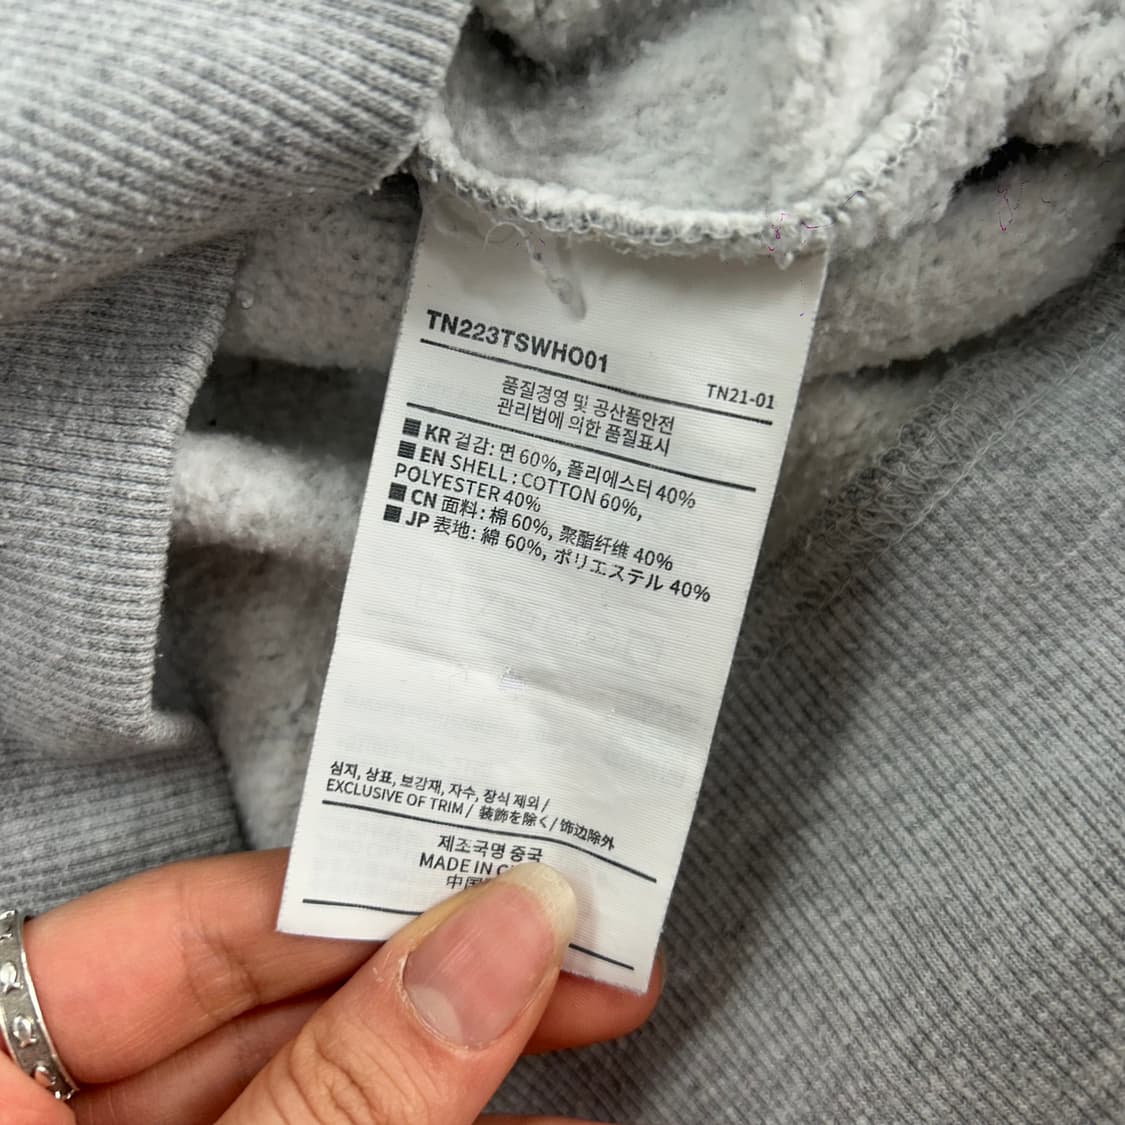 TN223TSWHO01
TN21-01
품질경영 및 공산품안전
관리법에 의한 품질표시
KR 겉감: 면 60%, 폴리에스터 40%
EN SHELL : COTTON 60%,
POLYESTER 40%
CN 面料: 棉 60%, 聚酯纤维 40%
JP 表地: 綿 60%, ポリエステル 40%
심지, 상표, 보강재, 자수, 장식 제외 /
EXCLUSIVE OF TRIM / 装飾を除く / 饰边除外
제조국명 중국
MADE IN
中国